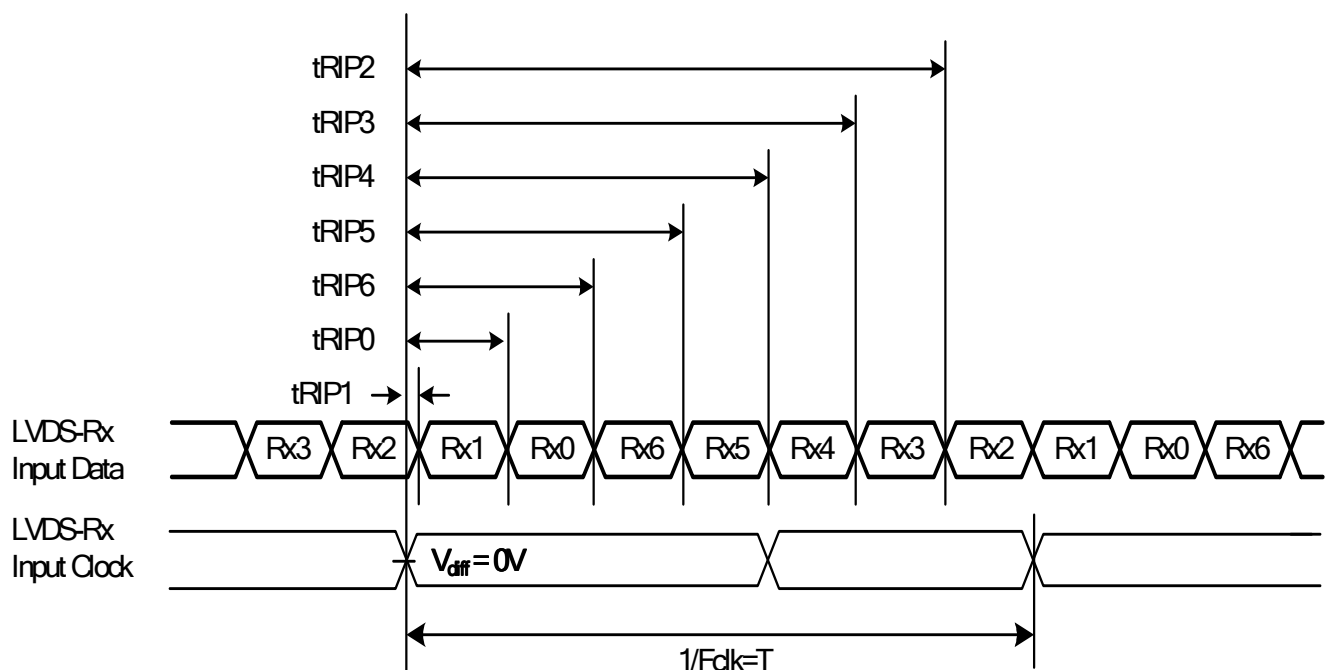 tRIP2
tRIP3
tRIP4
tRIP5
tRIP6
tRIP0
tRIP1
LVDS-Rx
Input Data
Rx3 Rx2 Rx1 Rx0 Rx6 Rx5 Rx4 Rx3 Rx2 Rx1 Rx0 Rx6
LVDS-Rx
Input Clock
Vdiff = 0V
1/Fclk=T